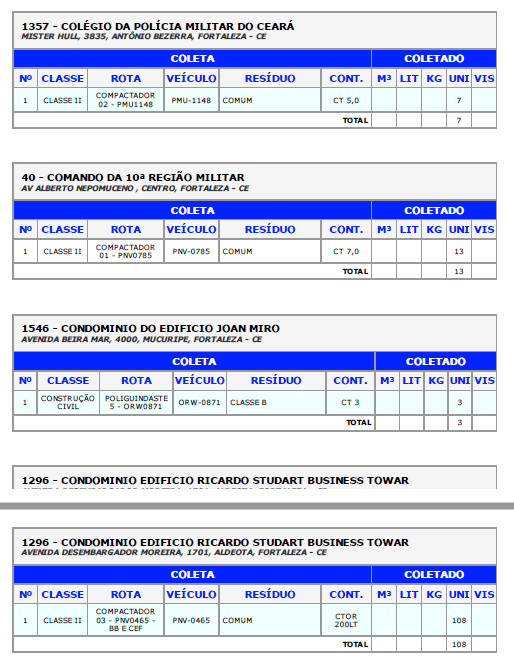 1357 - COLÉGIO DA POLÍCIA MILITAR DO CEARÁ
MISTER HULL, 3835, ANTÔNIO BEZERRA, FORTALEZA - CE
COLETA COLETADO
Nº CLASSE ROTA VEÍCULO RESÍDUO CONT. M³ LIT KG UNI VIS
1 CLASSE II COMPACTADOR 02 - PMU1148 PMU-1148 COMUM CT 5,0 7
TOTAL 7
40 - COMANDO DA 10ª REGIÃO MILITAR
AV ALBERTO NEPOMUCENO , CENTRO, FORTALEZA - CE
COLETA COLETADO
Nº CLASSE ROTA VEÍCULO RESÍDUO CONT. M³ LIT KG UNI VIS
1 CLASSE II COMPACTADOR 01 - PNV0785 PNV-0785 COMUM CT 7,0 13
TOTAL 13
1546 - CONDOMINIO DO EDIFICIO JOAN MIRO
AVENIDA BEIRA MAR, 4000, MUCURIPE, FORTALEZA - CE
COLETA COLETADO
Nº CLASSE ROTA VEÍCULO RESÍDUO CONT. M³ LIT KG UNI VIS
1 CONSTRUÇÃO CIVIL POLIGUINDASTE 5 - ORW0871 ORW-0871 CLASSE B CT 3 3
TOTAL 3
1296 - CONDOMINIO EDIFICIO RICARDO STUDART BUSINESS TOWAR
AVENIDA DESEMBARGADOR MOREIRA, 1701, ALDEOTA, FORTALEZA - CE
1296 - CONDOMINIO EDIFICIO RICARDO STUDART BUSINESS TOWAR
AVENIDA DESEMBARGADOR MOREIRA, 1701, ALDEOTA, FORTALEZA - CE
COLETA COLETADO
Nº CLASSE ROTA VEÍCULO RESÍDUO CONT. M³ LIT KG UNI VIS
1 CLASSE II COMPACTADOR 03 - PNV0465 - BB E CEF PNV-0465 COMUM CTOR 200LT 108
TOTAL 108